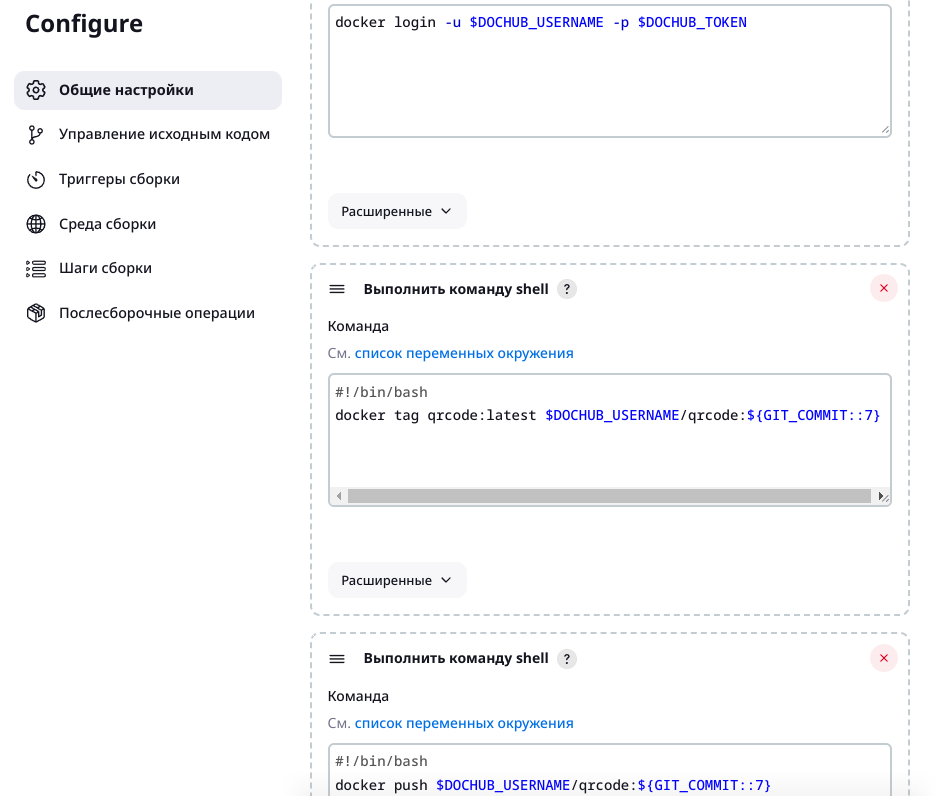 Configure
Общие настройки
Управление исходным кодом
Триггеры сборки
Среда сборки
Шаги сборки
Послесборочные операции
docker login -u $DOCHUB_USERNAME -p $DOCHUB_TOKEN
Расширенные
Выполнить команду shell ?
Команда
См. список переменных окружения
#!/bin/bash
docker tag qrcode:latest $DOCHUB_USERNAME/qrcode:${GIT_COMMIT::7}
Расширенные
Выполнить команду shell ?
Команда
См. список переменных окружения
#!/bin/bash
docker push $DOCHUB_USERNAME/qrcode:${GIT_COMMIT::7}